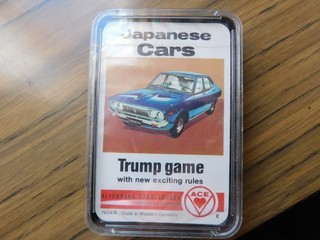 Japanese
Cars
Trump game
with new exciting rules
ACE
made in Western Germany